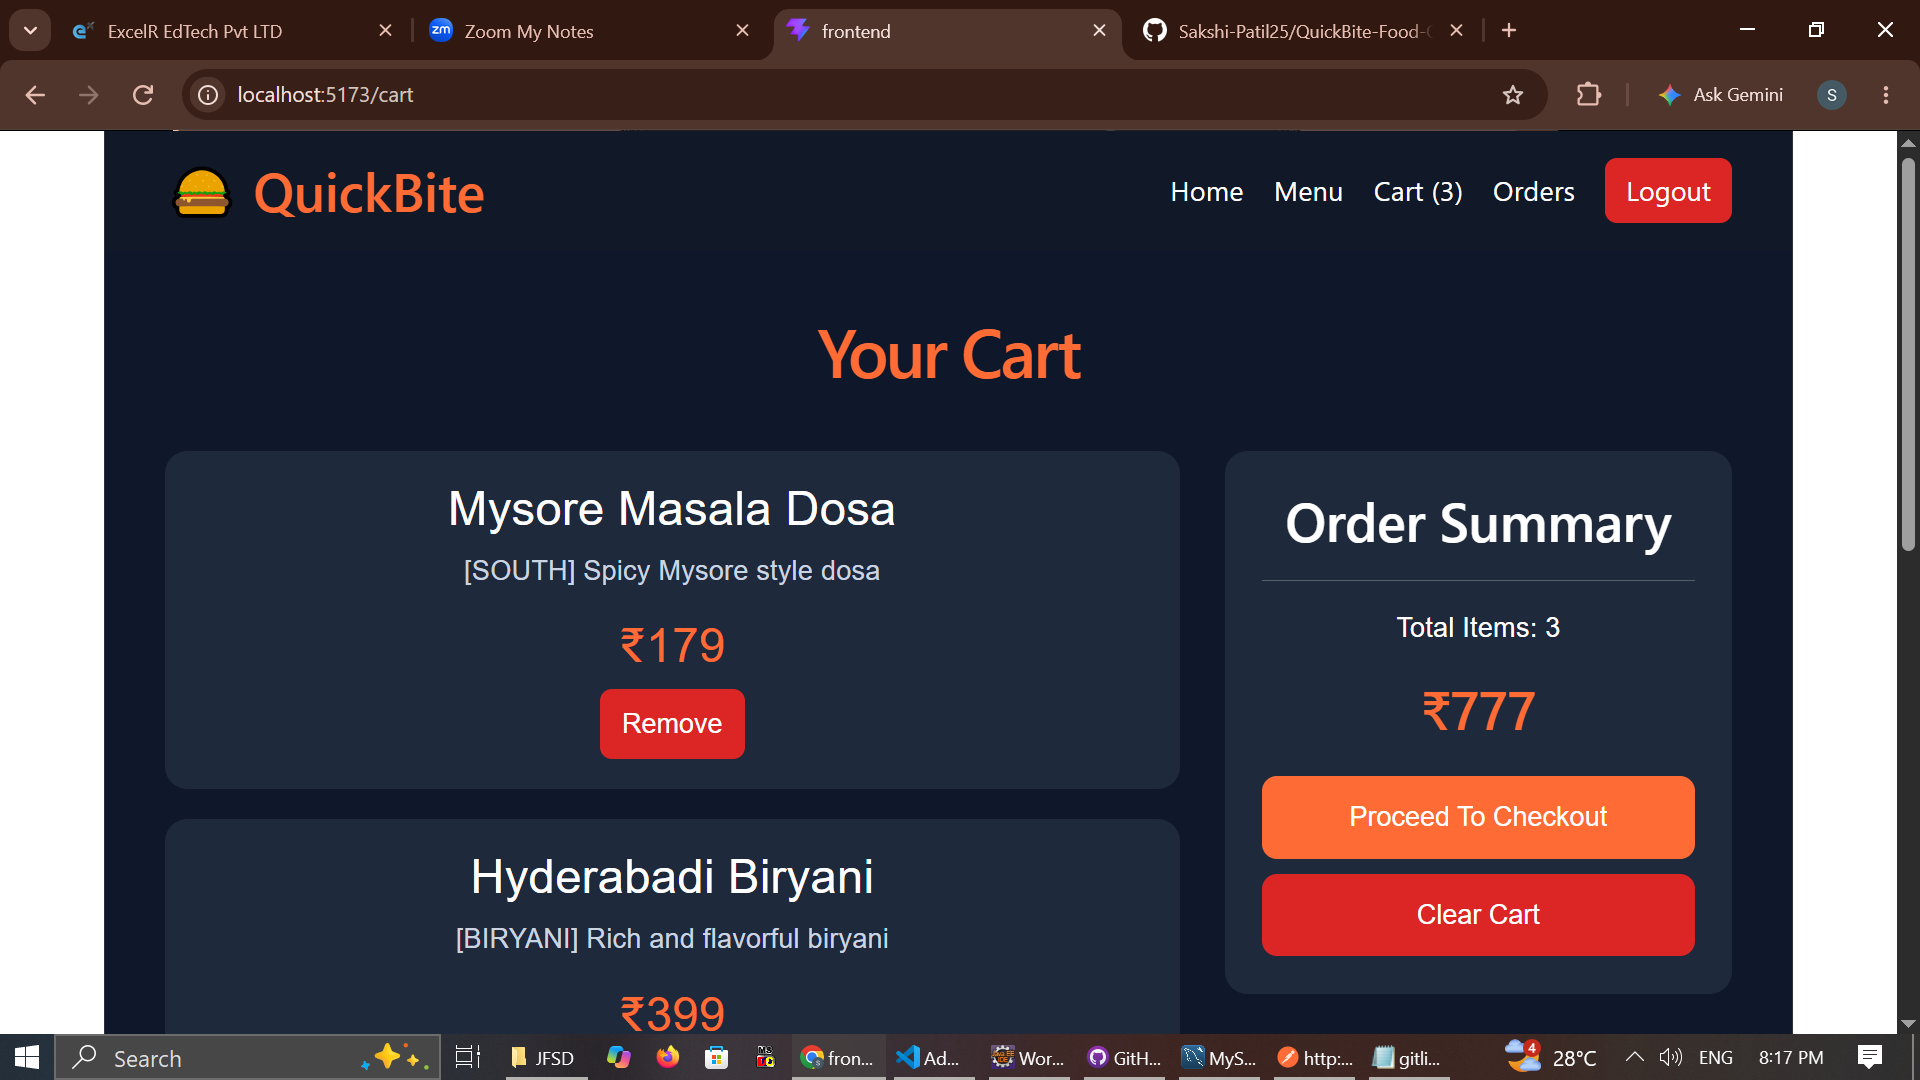 ExcelR EdTech Pvt LTD
Zoom My Notes
frontend
Sakshi-Patil25/QuickBite-Food-
localhost:5173/cart
Ask Gemini
S
QuickBite
Home
Menu
Cart (3)
Orders
Logout
Your Cart
Mysore Masala Dosa
[SOUTH] Spicy Mysore style dosa
₹179
Remove
Hyderabadi Biryani
[BIRYANI] Rich and flavorful biryani
₹399
Order Summary
Total Items: 3
₹777
Proceed To Checkout
Clear Cart
Search
JFSD
fron...
Ad...
Wor...
GitH...
MyS...
http:...
gitli...
4
28°C
ENG
8:17 PM